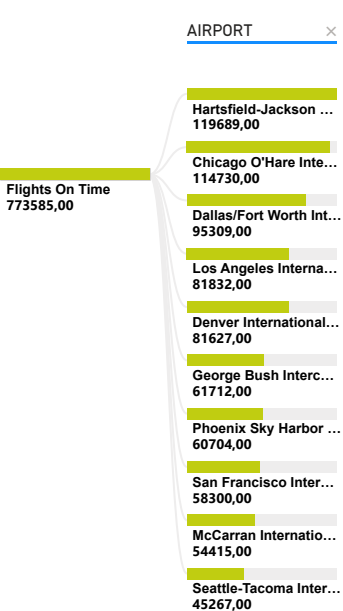 AIRPORT ×
Hartsfield-Jackson ...
119689,00
Chicago O'Hare Inte...
114730,00
Flights On Time
773585,00
Dallas/Fort Worth Int...
95309,00
Los Angeles Interna...
81832,00
Denver International...
81627,00
George Bush Interc...
61712,00
Phoenix Sky Harbor ...
60704,00
San Francisco Inter...
58300,00
McCarran Internatio...
54415,00
Seattle-Tacoma Inter...
45267,00